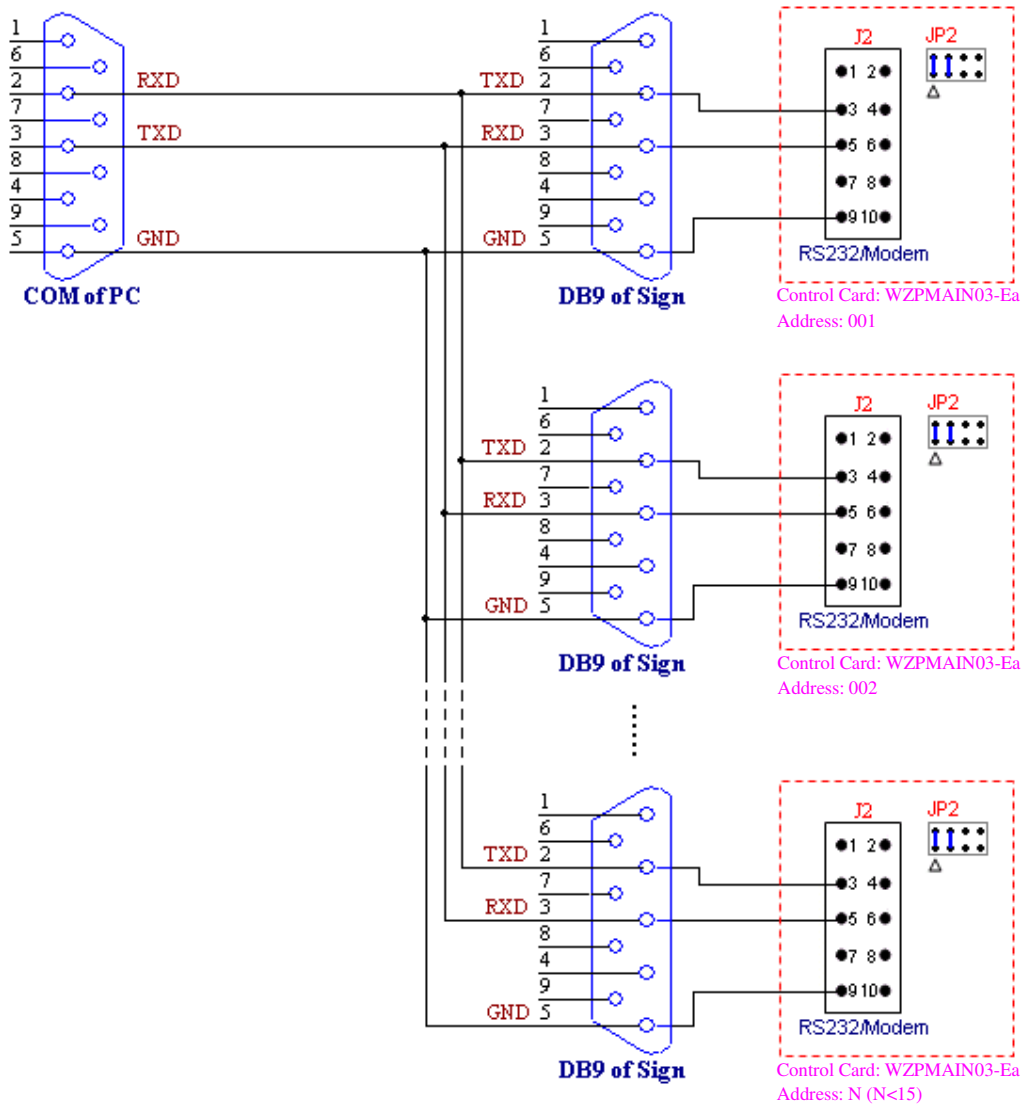 1
6
2 RXD
7
3 TXD
8
4
9
5 GND
COM of PC
1
6
TXD 2
7
RXD 3
8
4
9
GND 5
DB9 of Sign
J2
JP2
1 2
3 4
5 6
7 8
9 10
RS232/Modem
Control Card: WZPMAIN03-Ea
Address: 001
1
6
TXD 2
7
RXD 3
8
4
9
GND 5
DB9 of Sign
J2
JP2
1 2
3 4
5 6
7 8
9 10
RS232/Modem
Control Card: WZPMAIN03-Ea
Address: 002
1
6
TXD 2
7
RXD 3
8
4
9
GND 5
DB9 of Sign
J2
JP2
1 2
3 4
5 6
7 8
9 10
RS232/Modem
Control Card: WZPMAIN03-Ea
Address: N (N<15)